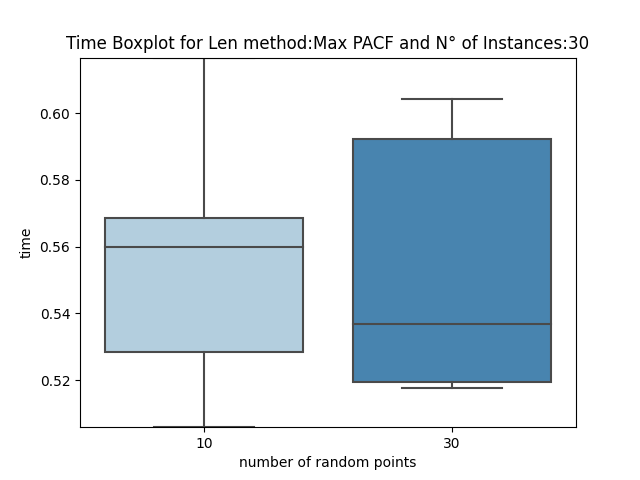 Time Boxplot for Len method:Max PACF and N° of Instances:30
0.60
0.58
0.56
0.54
0.52
time
10
30
number of random points